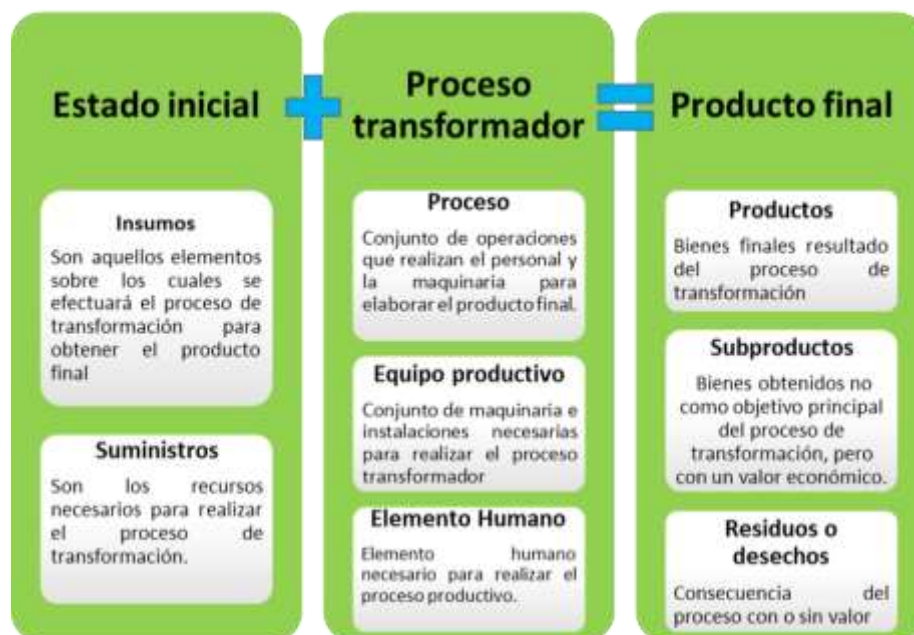 Estado inicial
Insumos
Son aquellos elementos
sobre los cuales se
efectuará el proceso de
transformación para
obtener el producto
final
Suministros
Son los recursos
necesarios para realizar
el proceso de
transformación.
Proceso
transformador
Proceso
Conjunto de operaciones
que realizan el personal y
la maquinaria para
elaborar el producto final.
Equipo productivo
Conjunto de maquinaria e
instalaciones necesarias
para realizar el proceso
transformador
Elemento Humano
Elemento humano
necesario para realizar el
proceso productivo.
Producto final
Productos
Bienes finales resultado
del proceso de
transformación
Subproductos
Bienes obtenidos no
como objetivo principal
del proceso de
transformación, pero
con un valor económico.
Residuos o
desechos
Consecuencia del
proceso con o sin valor